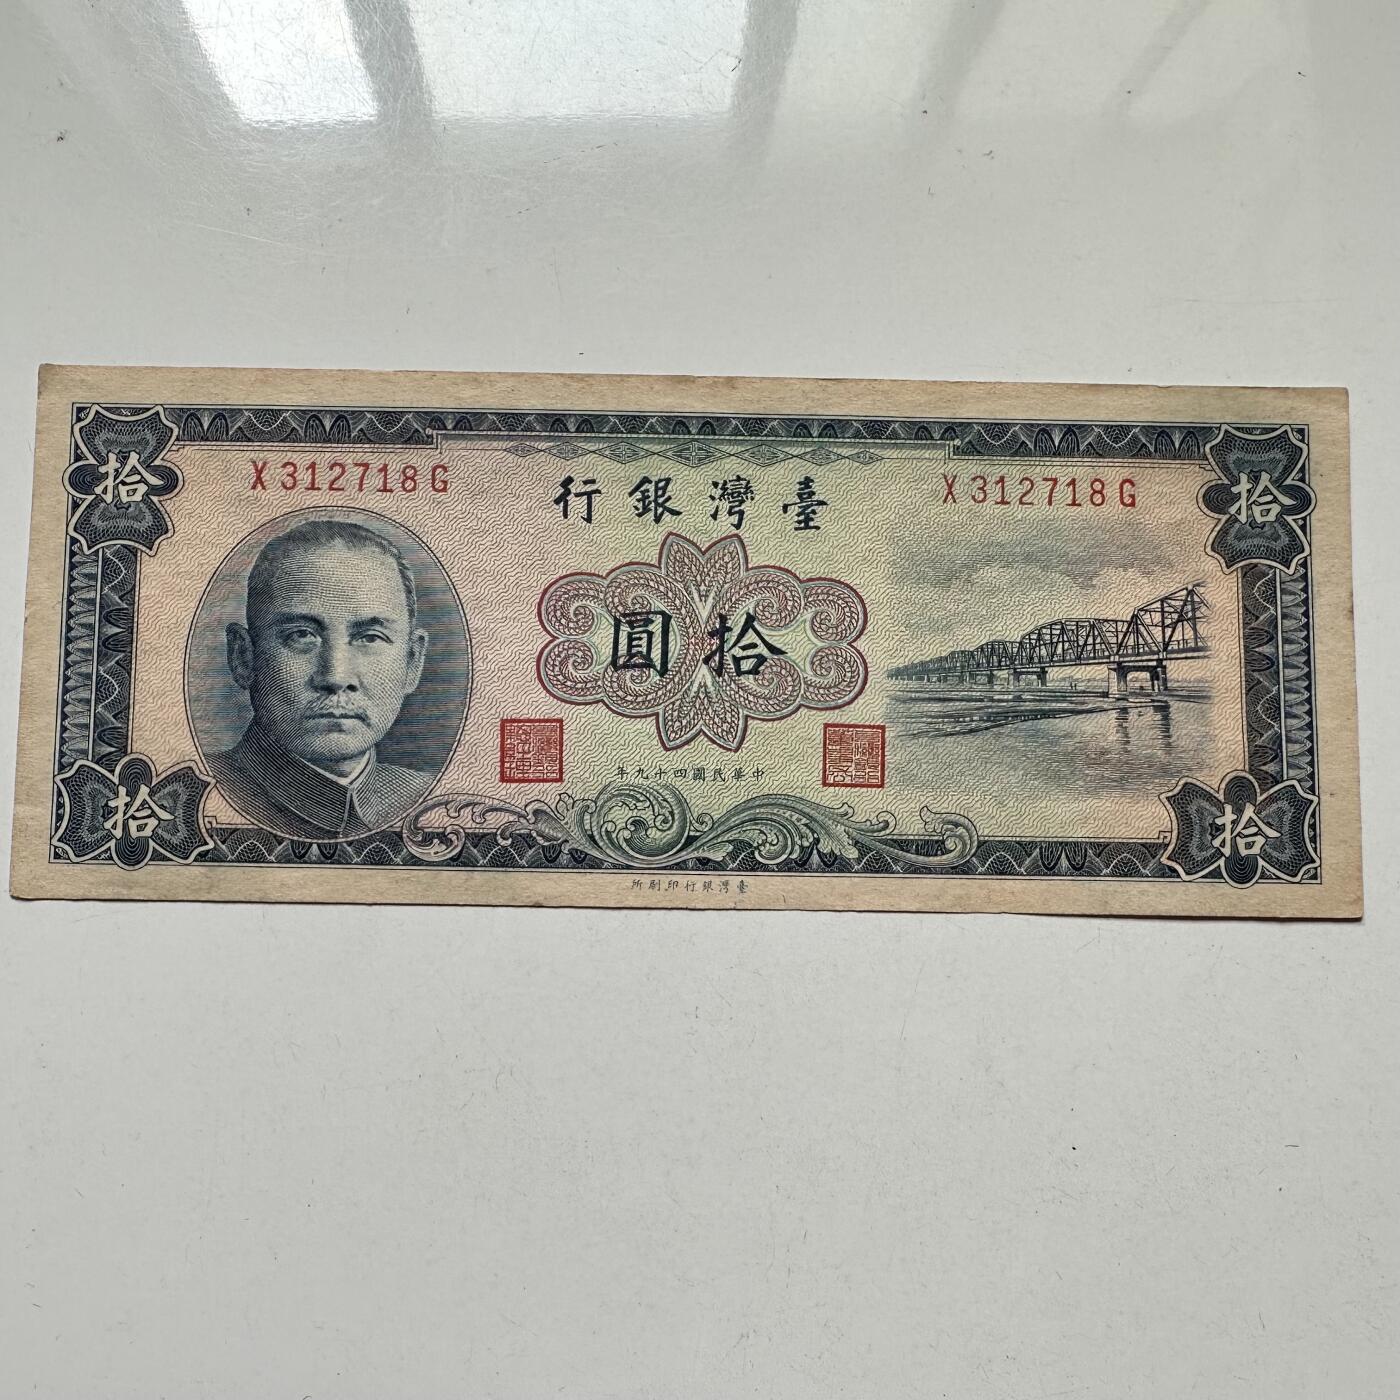 X312718G
X312718G
臺灣銀行
拾
拾
拾圓
中華民國四十九年
拾
拾
臺灣銀行印刷所